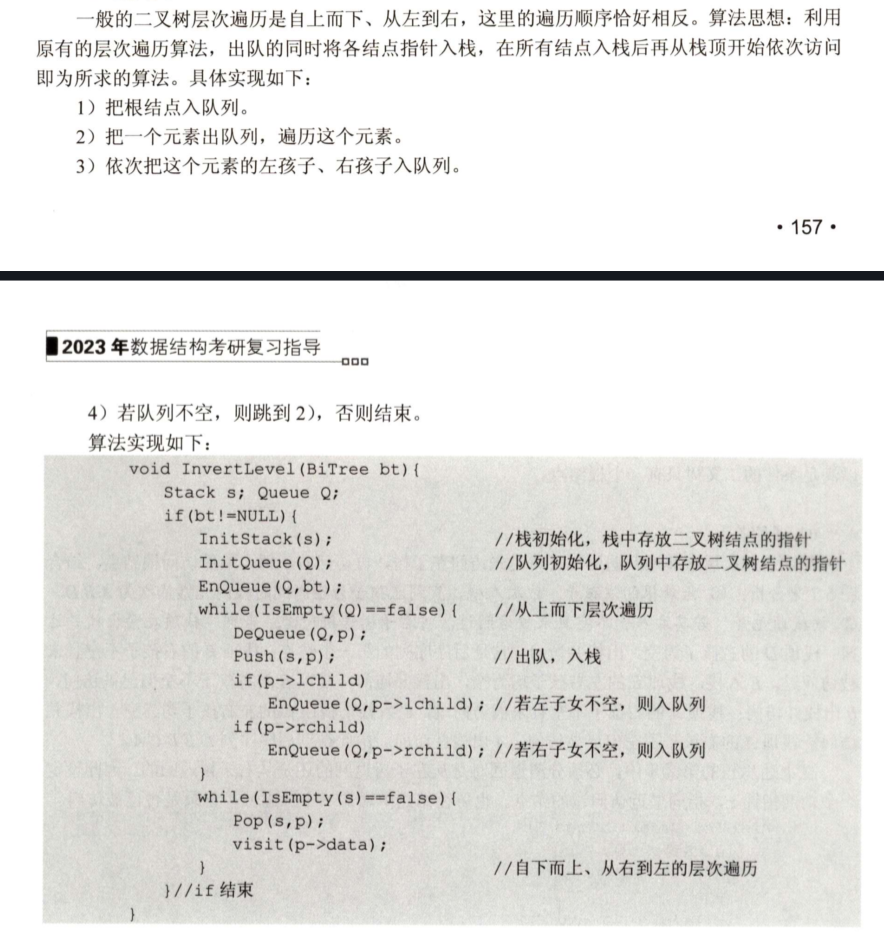 一般的二叉树层次遍历是自上而下、从左到右，这里的遍历顺序恰好相反。算法思想：利用
原有的层次遍历算法，出队的同时将各结点指针入栈，在所有结点入栈后再从栈顶开始依次访问
即为所求的算法。具体实现如下：
1）把根结点入队列。
2）把一个元素出队列，遍历这个元素。
3）依次把这个元素的左孩子、右孩子入队列。
• 157 •
2023 年数据结构考研复习指导
4）若队列不空，则跳到 2），否则结束。
算法实现如下：
void InvertLevel(BiTree bt){
Stack s; Queue Q;
if(bt!=NULL){
InitStack(s); //栈初始化，栈中存放二叉树结点的指针
InitQueue(Q); //队列初始化，队列中存放二叉树结点的指针
EnQueue(Q,bt);
while(IsEmpty(Q)==false){ //从上而下层次遍历
DeQueue(Q,p);
Push(s,p); //出队，入栈
if(p->lchild)
EnQueue(Q,p->lchild); //若左子女不空，则入队列
if(p->rchild)
EnQueue(Q,p->rchild); //若右子女不空，则入队列
}
while(IsEmpty(s)==false){
Pop(s,p);
visit(p->data);
} //自下而上、从右到左的层次遍历
}//if 结束
}